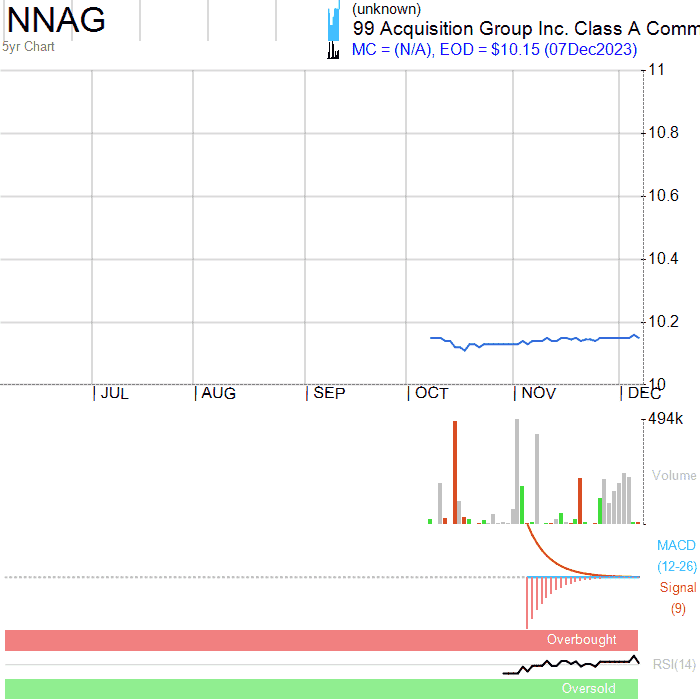 NNAG
5yr Chart
(unknown)
99 Acquisition Group Inc. Class A Comm
MC = (N/A), EOD = $10.15 (07Dec2023)
11
10.8
10.6
10.4
10.2
10
JUL AUG SEP OCT NOV DEC
494k
Volume
MACD
(12-26)
Signal
(9)
Overbought
RSI(14)
Oversold